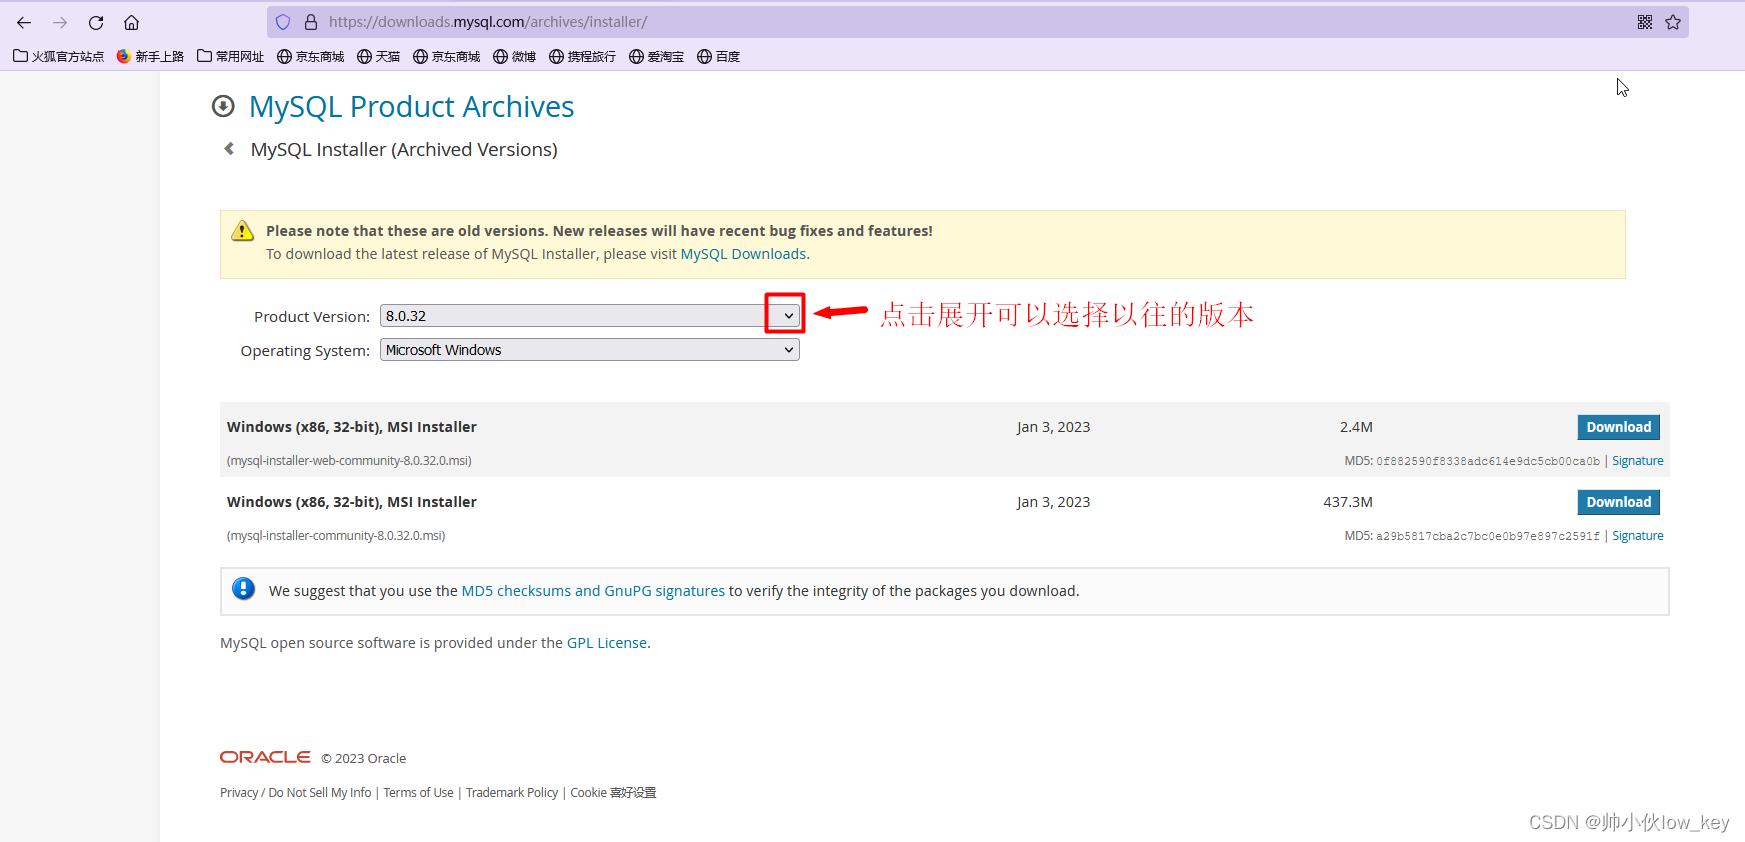 https://downloads.mysql.com/archives/installer/
火狐官方站点 新手上路 常用网址 京东商城 天猫 京东商城 微博 携程旅行 爱淘宝 百度
MySQL Product Archives
MySQL Installer (Archived Versions)
Please note that these are old versions. New releases will have recent bug fixes and features!
To download the latest release of MySQL Installer, please visit MySQL Downloads.
Product Version: 8.0.32 点击展开可以选择以往的版本
Operating System: Microsoft Windows
Windows (x86, 32-bit), MSI Installer Jan 3, 2023 2.4M Download
(mysql-installer-web-community-8.0.32.0.msi) MD5: 0f882590f8338adc614e9dc5cb00ca0b | Signature
Windows (x86, 32-bit), MSI Installer Jan 3, 2023 437.3M Download
(mysql-installer-community-8.0.32.0.msi) MD5: a29b5817cba2c7bc0e0b97e897c2591f | Signature
We suggest that you use the MD5 checksums and GnuPG signatures to verify the integrity of the packages you download.
MySQL open source software is provided under the GPL License.
ORACLE © 2023 Oracle
Privacy / Do Not Sell My Info | Terms of Use | Trademark Policy | Cookie 喜好设置
CSDN @帅小伙low_key